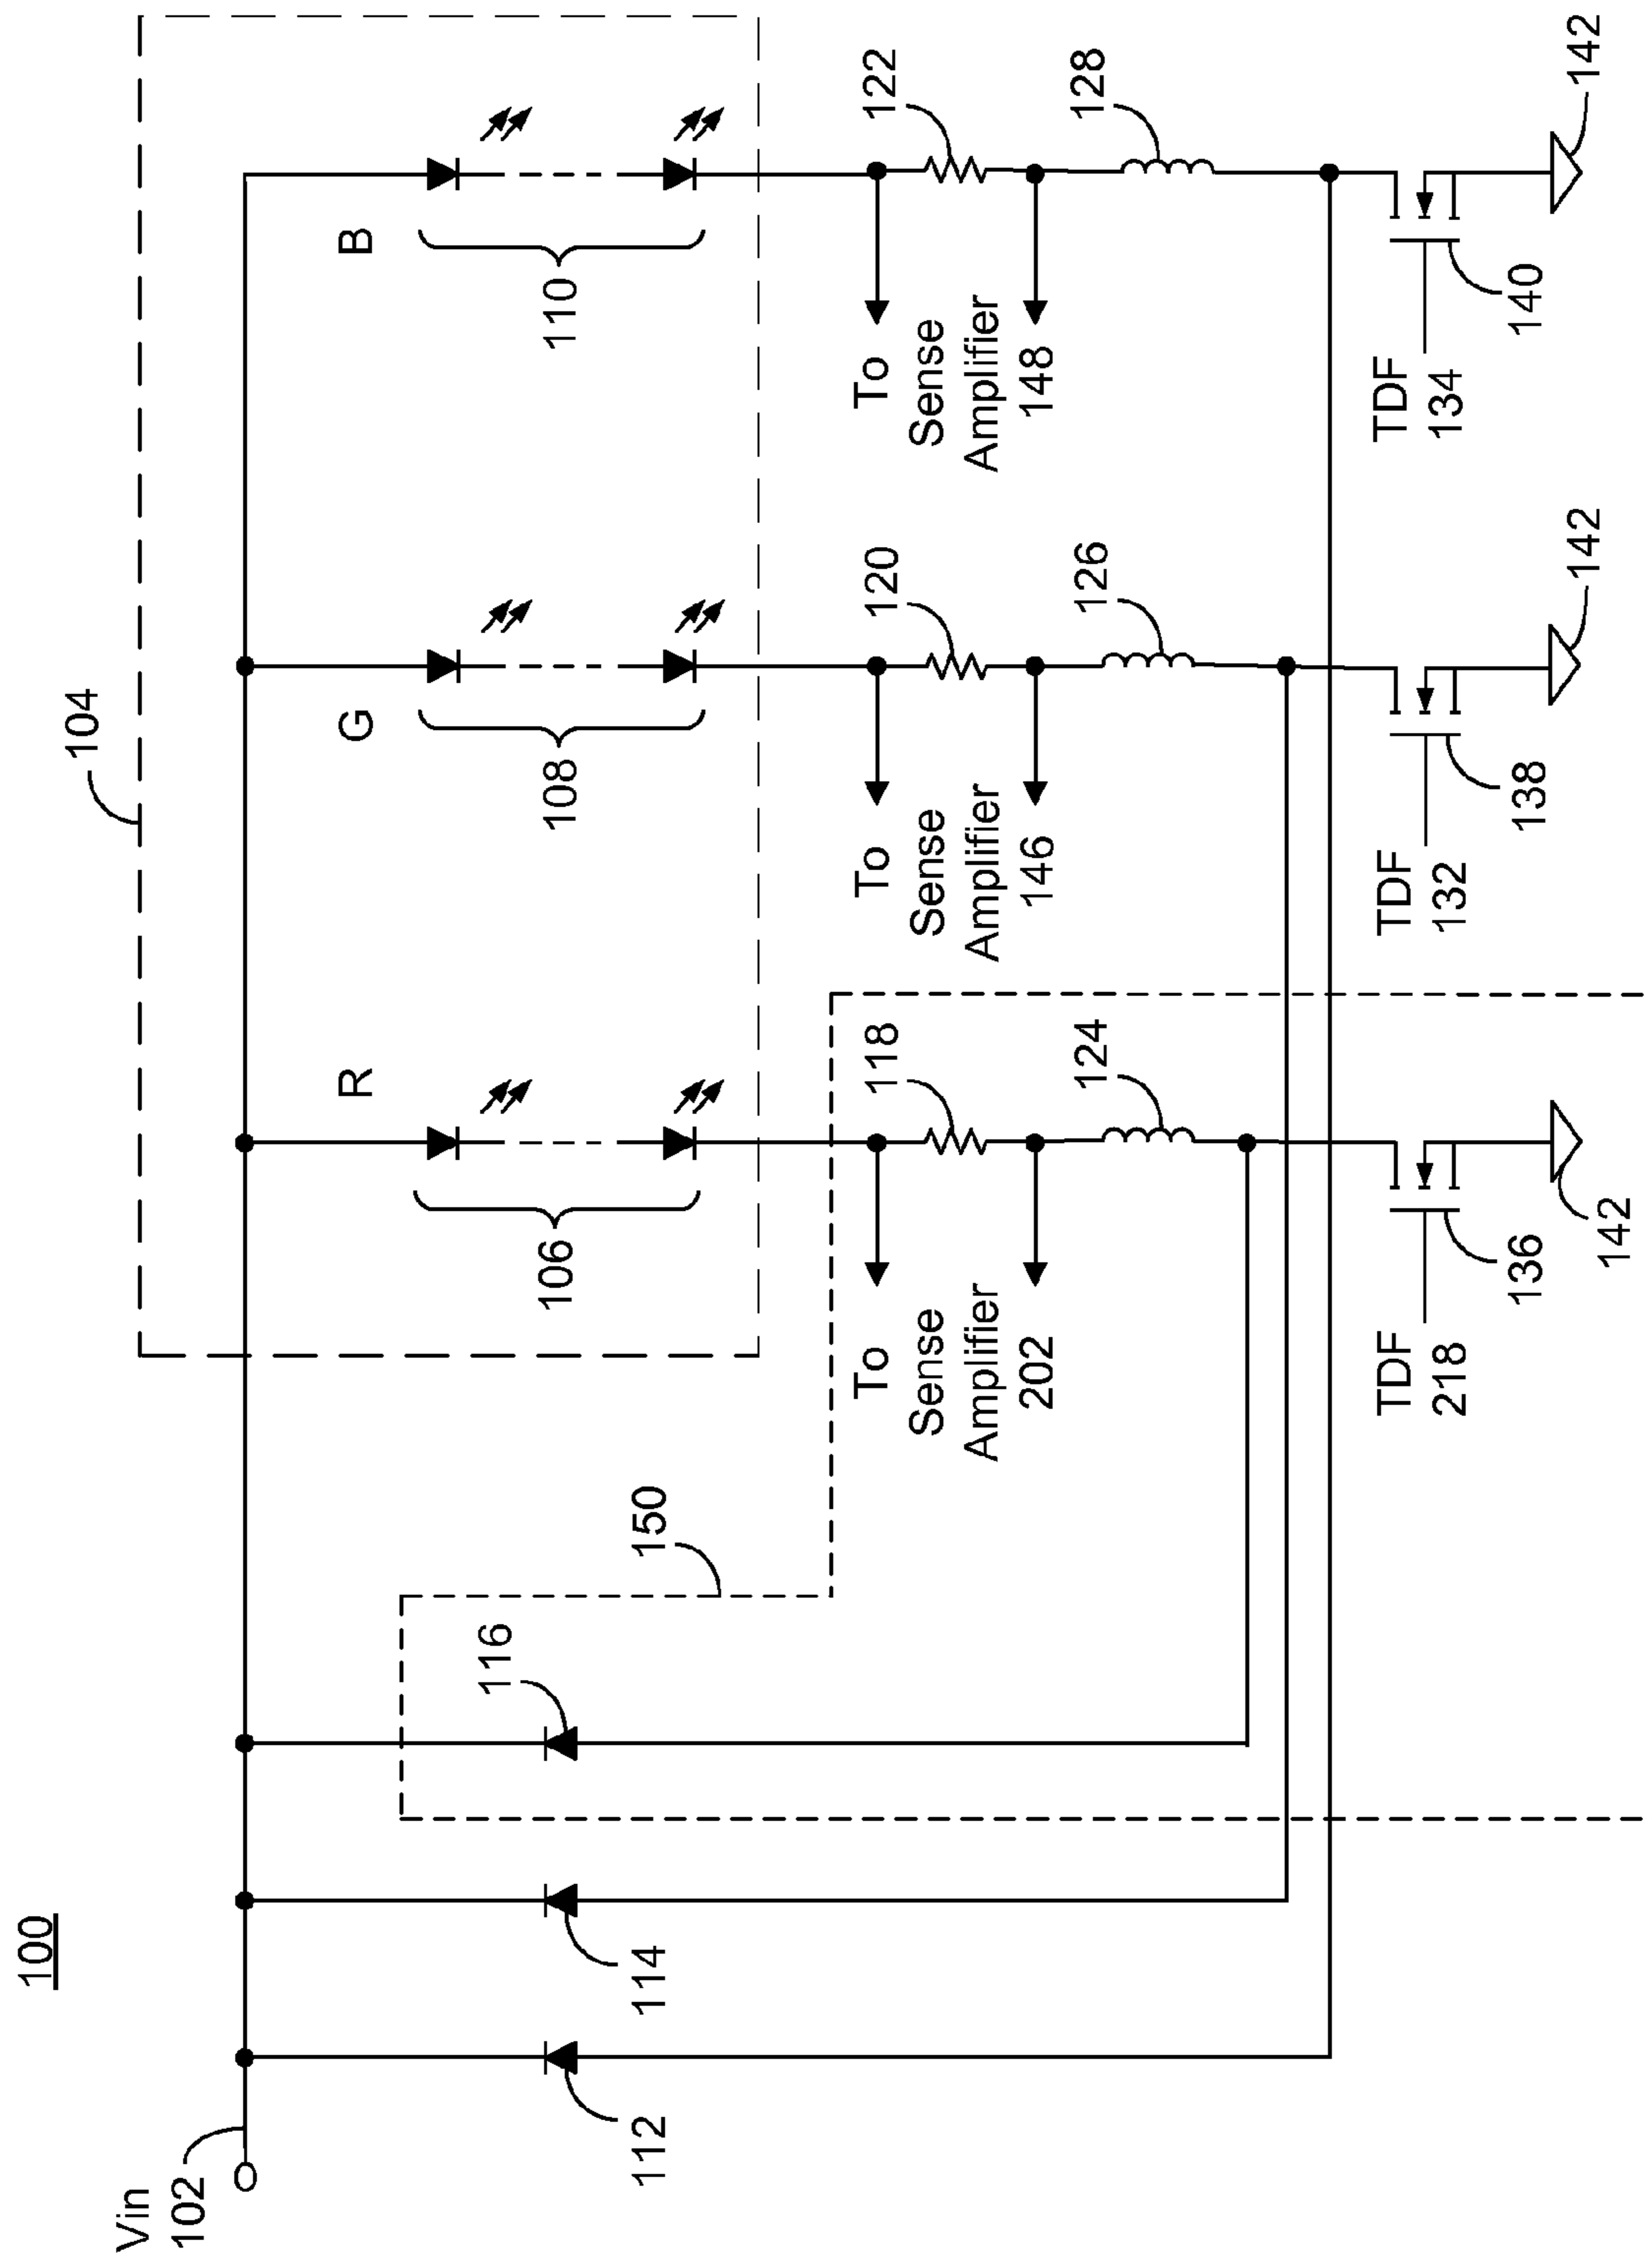 100
104
Vin
102
R
G
B
106
108
110
112
114
116
150
118
120
122
To
Sense
Amplifier
202
To
Sense
Amplifier
146
To
Sense
Amplifier
148
124
126
128
TDF
218
136
142
TDF
132
138
142
TDF
134
140
142